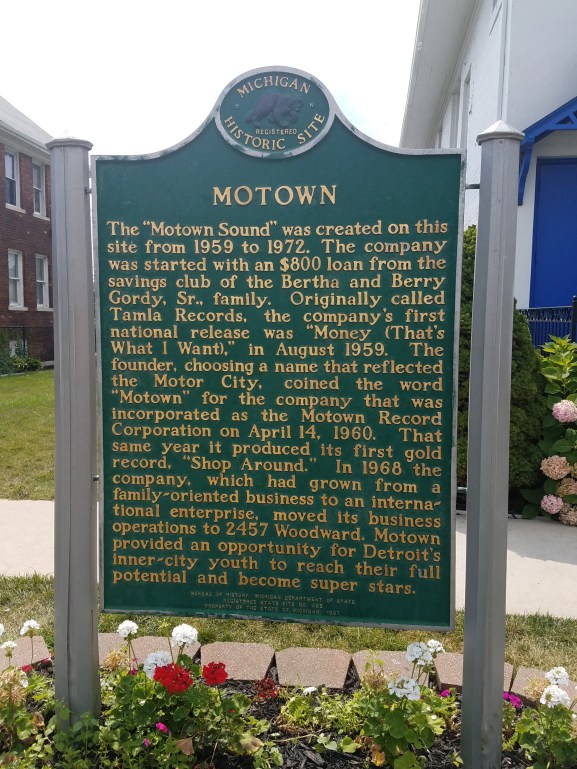 MICHIGAN
REGISTERED
HISTORIC SITE
MOTOWN
The "Motown Sound" was created on this
site from 1959 to 1972. The company
was started with an $800 loan from the
savings club of the Bertha and Berry
Gordy, Sr., family. Originally called
Tamla Records, the company's first
national release was "Money (That's
What I Want)," in August 1959. The
founder, choosing a name that reflected
the Motor City, coined the word
"Motown" for the company that was
incorporated as the Motown Record
Corporation on April 14, 1960. That
same year it produced its first gold
record, "Shop Around." In 1968 the
company, which had grown from a
family-oriented business to an interna-
tional enterprise, moved its business
operations to 2457 Woodward. Motown
provided an opportunity for Detroit's
inner-city youth to reach their full
potential and become super stars.
BUREAU OF HISTORY, MICHIGAN DEPARTMENT OF STATE
REGISTERED STATE SITE NO.
PROPERTY OF THE STATE OF MICHIGAN,